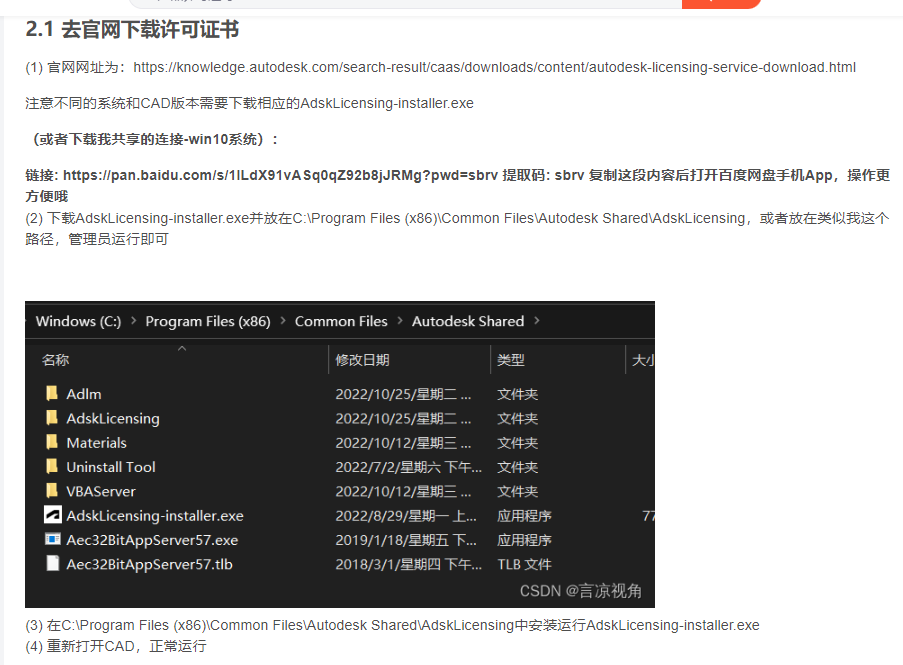 2.1 去官网下载许可证书
(1) 官网网址为：https://knowledge.autodesk.com/search-result/caas/downloads/content/autodesk-licensing-service-download.html
注意不同的系统和CAD版本需要下载相应的AdskLicensing-installer.exe
（或者下载我共享的连接-win10系统）：
链接: https://pan.baidu.com/s/1lLdX91vASq0qZ92b8jJRMg?pwd=sbrv 提取码: sbrv 复制这段内容后打开百度网盘手机App，操作更
方便哦
(2) 下载AdskLicensing-installer.exe并放在C:\Program Files (x86)\Common Files\Autodesk Shared\AdskLicensing，或者放在类似我这个
路径，管理员运行即可
Windows (C:) > Program Files (x86) > Common Files > Autodesk Shared >
名称 修改日期 类型 大小
Adlm 2022/10/25/星期二 ... 文件夹
AdskLicensing 2022/10/25/星期二 ... 文件夹
Materials 2022/10/12/星期三 ... 文件夹
Uninstall Tool 2022/7/2/星期六 下午... 文件夹
VBAServer 2022/10/12/星期三 ... 文件夹
AdskLicensing-installer.exe 2022/8/29/星期一 上... 应用程序 77
Aec32BitAppServer57.exe 2019/1/18/星期五 下... 应用程序
Aec32BitAppServer57.tlb 2018/3/1/星期四 下午... TLB 文件
CSDN @言凉视角
(3) 在C:\Program Files (x86)\Common Files\Autodesk Shared\AdskLicensing中安装运行AdskLicensing-installer.exe
(4) 重新打开CAD，正常运行